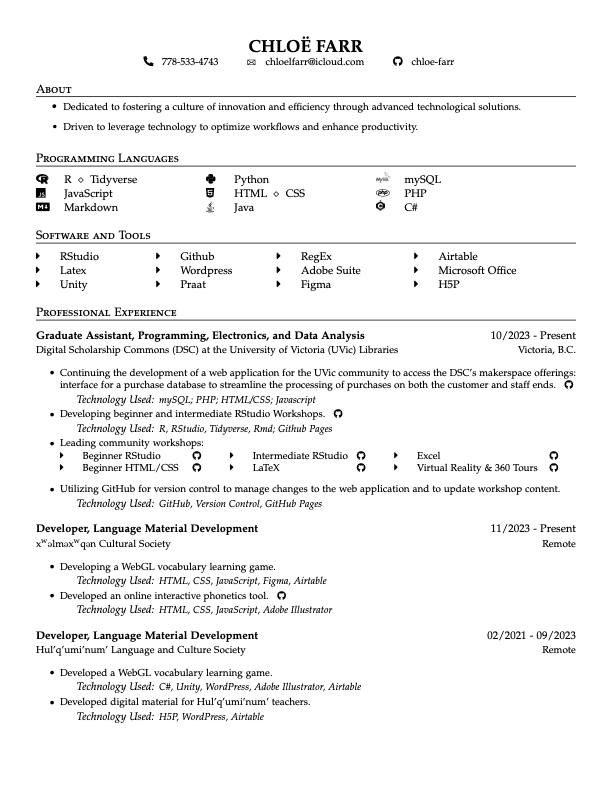 CHLOË FARR
778-533-4743 chloelfarr@icloud.com chloe-farr
About
• Dedicated to fostering a culture of innovation and efficiency through advanced technological solutions.
• Driven to leverage technology to optimize workflows and enhance productivity.
Programming Languages
R ⋄ Tidyverse Python mySQL
JavaScript HTML ⋄ CSS PHP
Markdown Java C#
Software and Tools
RStudio Github RegEx Airtable
Latex Wordpress Adobe Suite Microsoft Office
Unity Praat Figma H5P
Professional Experience
Graduate Assistant, Programming, Electronics, and Data Analysis 10/2023 - Present
Digital Scholarship Commons (DSC) at the University of Victoria (UVic) Libraries Victoria, B.C.
• Continuing the development of a web application for the UVic community to access the DSC's makerspace offerings:
interface for a purchase database to streamline the processing of purchases on both the customer and staff ends.
Technology Used: mySQL; PHP; HTML/CSS; Javascript
• Developing beginner and intermediate RStudio Workshops.
Technology Used: R, RStudio, Tidyverse, Rmd; Github Pages
• Leading community workshops:
Beginner RStudio Intermediate RStudio Excel
Beginner HTML/CSS LaTeX Virtual Reality & 360 Tours
• Utilizing GitHub for version control to manage changes to the web application and to update workshop content.
Technology Used: GitHub, Version Control, GitHub Pages
Developer, Language Material Development 11/2023 - Present
xʷəlməxʷqən Cultural Society Remote
• Developing a WebGL vocabulary learning game.
Technology Used: HTML, CSS, JavaScript, Figma, Airtable
• Developed an online interactive phonetics tool.
Technology Used: HTML, CSS, JavaScript, Adobe Illustrator
Developer, Language Material Development 02/2021 - 09/2023
Hul'q'umi'num' Language and Culture Society Remote
• Developed a WebGL vocabulary learning game.
Technology Used: C#, Unity, WordPress, Adobe Illustrator, Airtable
• Developed digital material for Hul'q'umi'num' teachers.
Technology Used: H5P, WordPress, Airtable